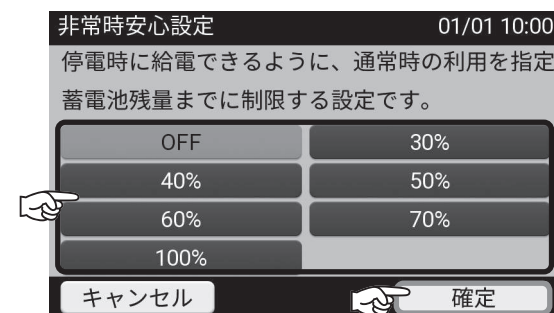 非常時安心設定 01/01 10:00
停電時に給電できるように、通常時の利用を指定
蓄電池残量までに制限する設定です。
OFF 30%
40% 50%
60% 70%
100%
キャンセル 確定